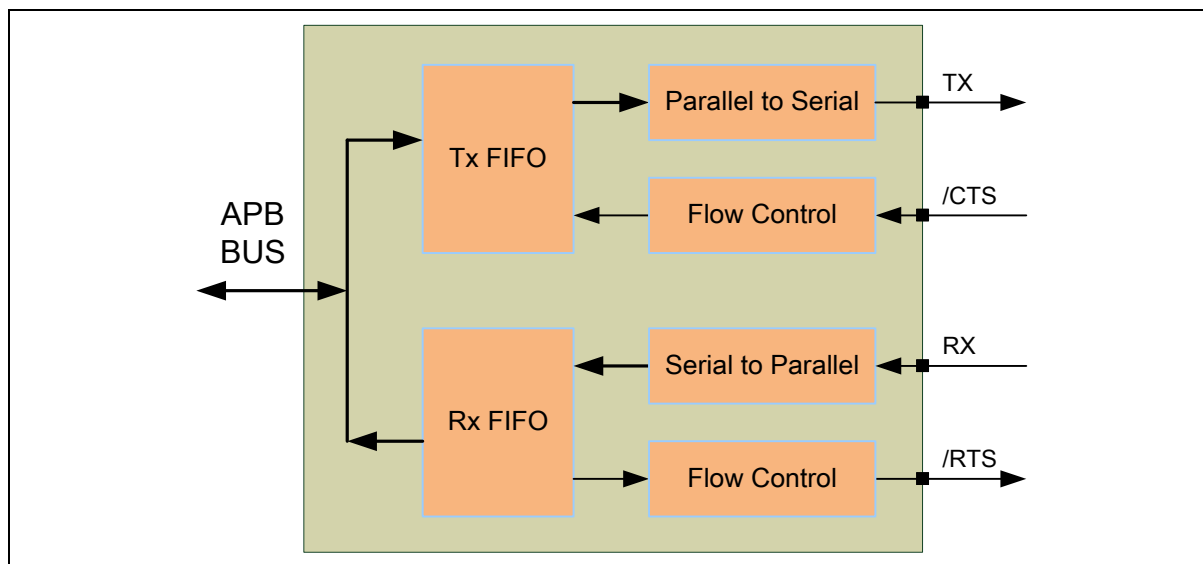 APB
BUS
Tx FIFO
Parallel to Serial
TX
Flow Control
/CTS
Rx FIFO
Serial to Parallel
RX
Flow Control
/RTS